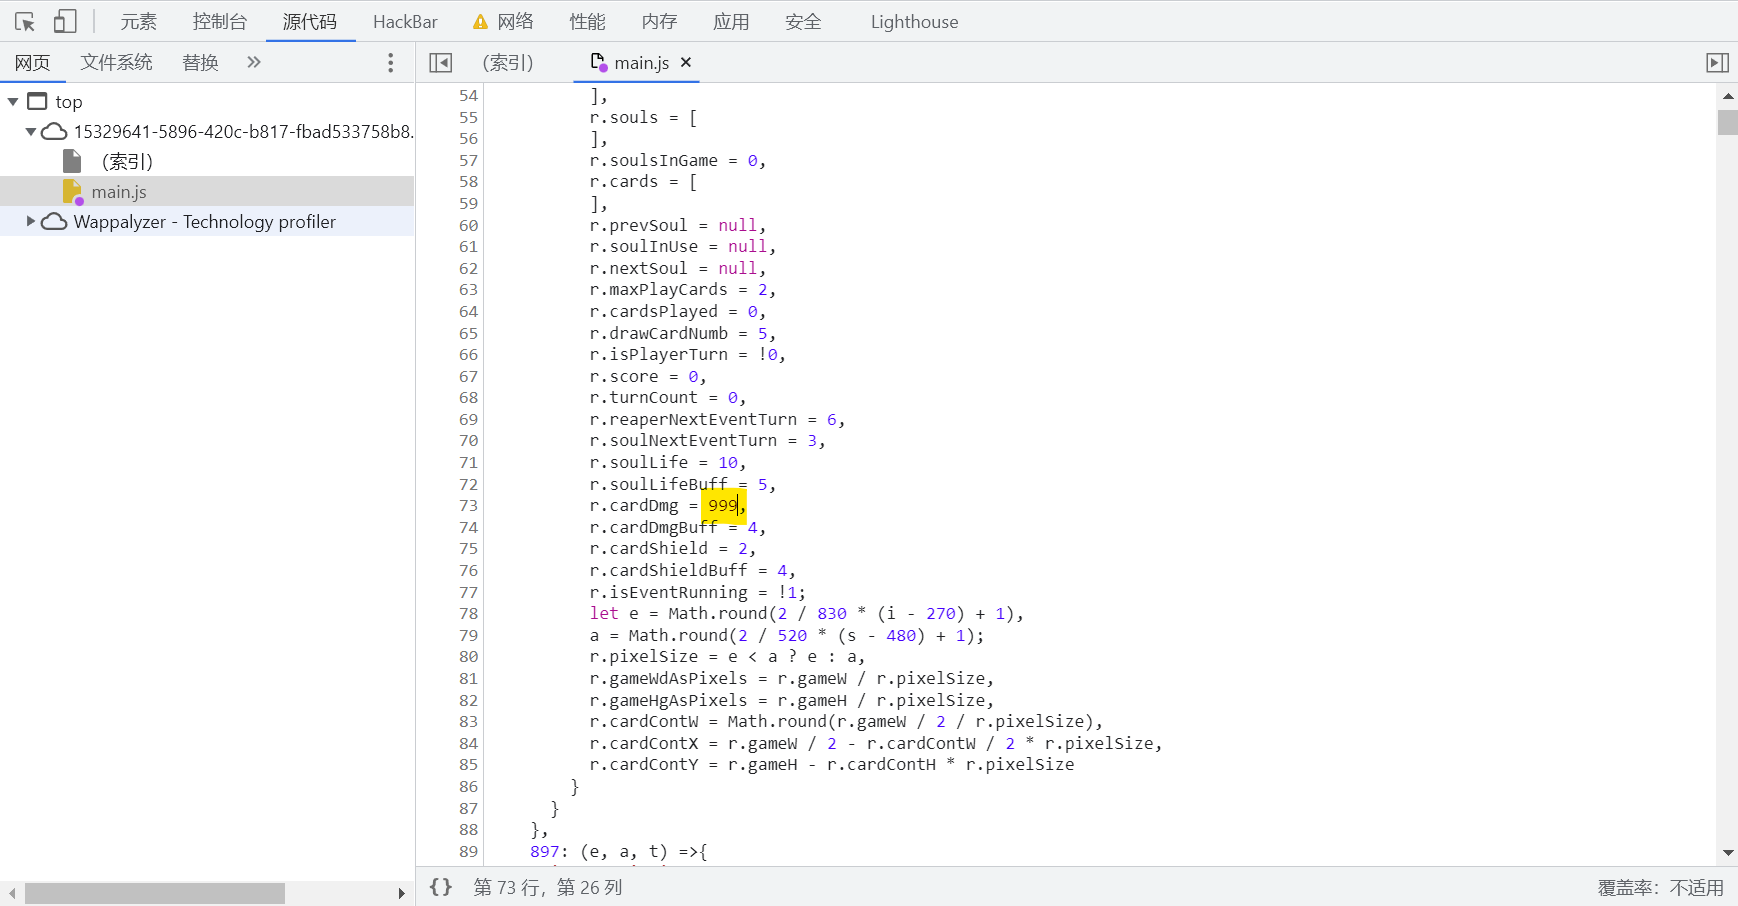 元素 控制台 源代码 HackBar 网络 性能 内存 应用 安全 Lighthouse
网页 文件系统 替换 »
(索引) main.js ×
top
15329641-5896-420c-b817-fbad533758b8.
(索引)
main.js
Wappalyzer - Technology profiler
54 ],
55 r.souls = [
56 ],
57 r.soulsInGame = 0,
58 r.cards = [
59 ],
60 r.prevSoul = null,
61 r.soulInUse = null,
62 r.nextSoul = null,
63 r.maxPlayCards = 2,
64 r.cardsPlayed = 0,
65 r.drawCardNumb = 5,
66 r.isPlayerTurn = !0,
67 r.score = 0,
68 r.turnCount = 0,
69 r.reaperNextEventTurn = 6,
70 r.soulNextEventTurn = 3,
71 r.soulLife = 10,
72 r.soulLifeBuff = 5,
73 r.cardDmg = 999,
74 r.cardDmgBuff = 4,
75 r.cardShield = 2,
76 r.cardShieldBuff = 4,
77 r.isEventRunning = !1;
78 let e = Math.round(2 / 830 * (i - 270) + 1),
79 a = Math.round(2 / 520 * (s - 480) + 1);
80 r.pixelSize = e < a ? e : a,
81 r.gameWdAsPixels = r.gameW / r.pixelSize,
82 r.gameHgAsPixels = r.gameH / r.pixelSize,
83 r.cardContW = Math.round(r.gameW / 2 / r.pixelSize),
84 r.cardContX = r.gameW / 2 - r.cardContW / 2 * r.pixelSize,
85 r.cardContY = r.gameH - r.cardContH * r.pixelSize
86 }
87 }
88 },
89 897: (e, a, t) =>{
{} 第 73 行，第 26 列
覆盖率：不适用